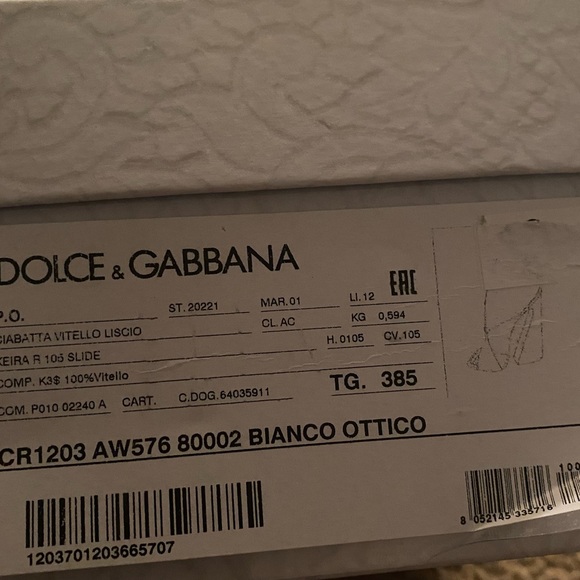 DOLCE & GABBANA
P.O. ST. 20221 MAR. 01 LI. 12 EAC
CIABATTA VITELLO LISCIO CL. AC KG 0,594
KEIRA R 105 SLIDE H. 0105 CV. 105
COMP. K3$ 100%Vitello TG. 385
COM. P010 02240 A CART. C.DOG. 64035911
CR1203 AW576 80002 BIANCO OTTICO
1203701203665707
100
8 052145 335716